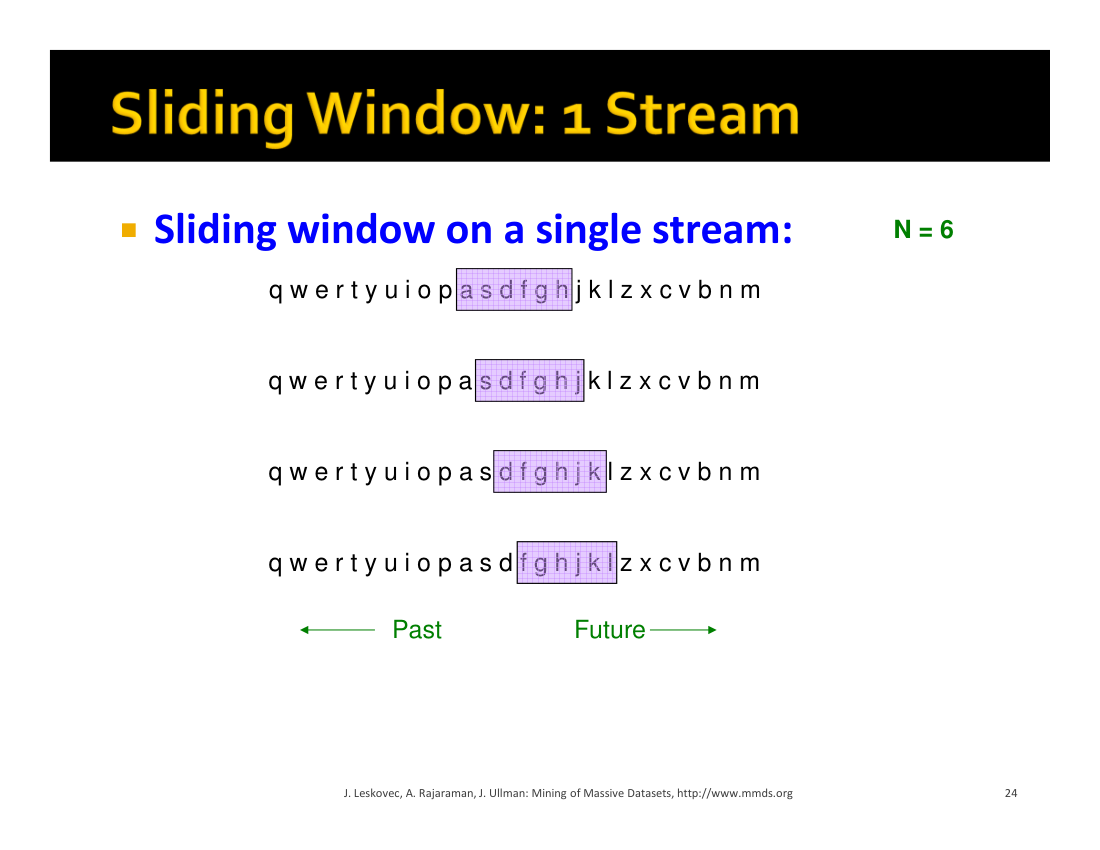 Sliding Window: 1 Stream
Sliding window on a single stream: N = 6
q w e r t y u i o p a s d f g h j k l z x c v b n m
q w e r t y u i o p a s d f g h j k l z x c v b n m
q w e r t y u i o p a s d f g h j k l z x c v b n m
q w e r t y u i o p a s d f g h j k l z x c v b n m
Past Future
J. Leskovec, A. Rajaraman, J. Ullman: Mining of Massive Datasets, http://www.mmds.org 24